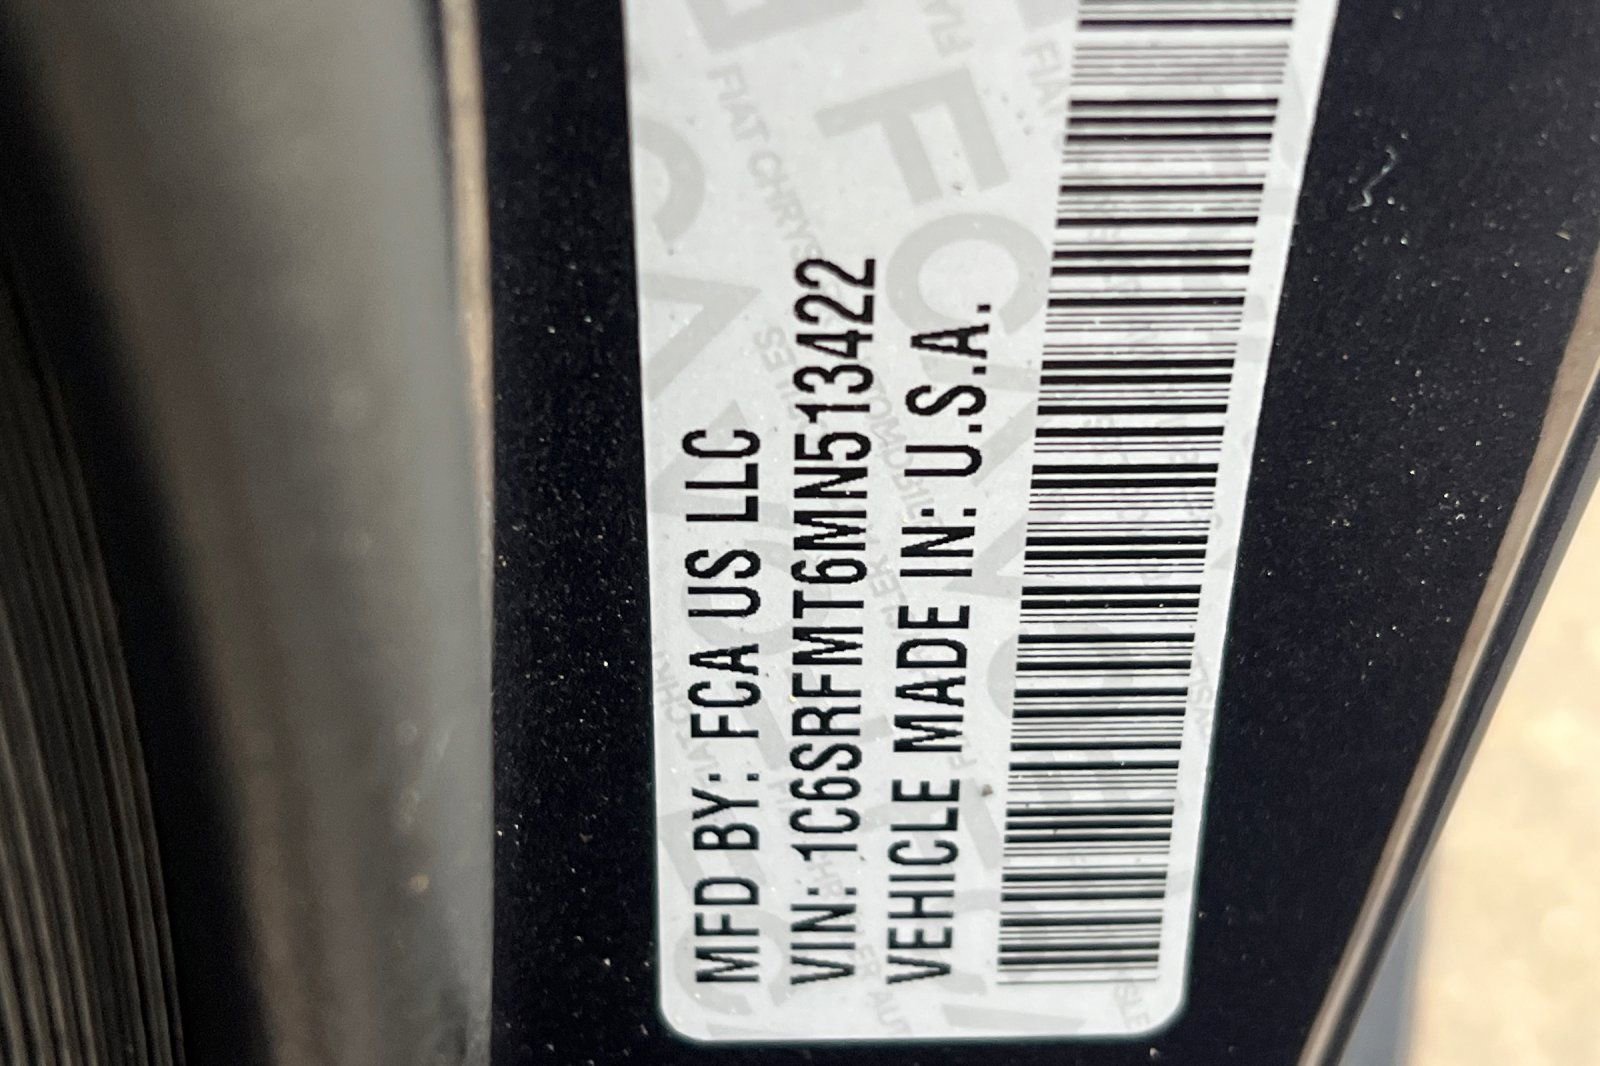 MFD BY: FCA US LLC
VIN: 1C6SRFMT6MN513422
VEHICLE MADE IN: U.S.A.